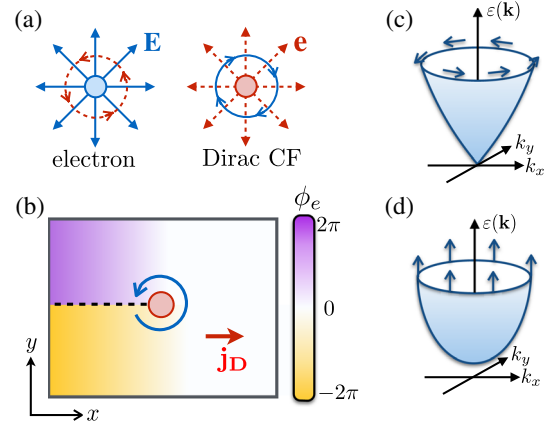 (a)
E
e
electron
Dirac CF
(b)
ϕ_e
2π
0
−2π
j_D
y
x
(c)
ε(k)
k_y
k_x
(d)
ε(k)
k_y
k_x